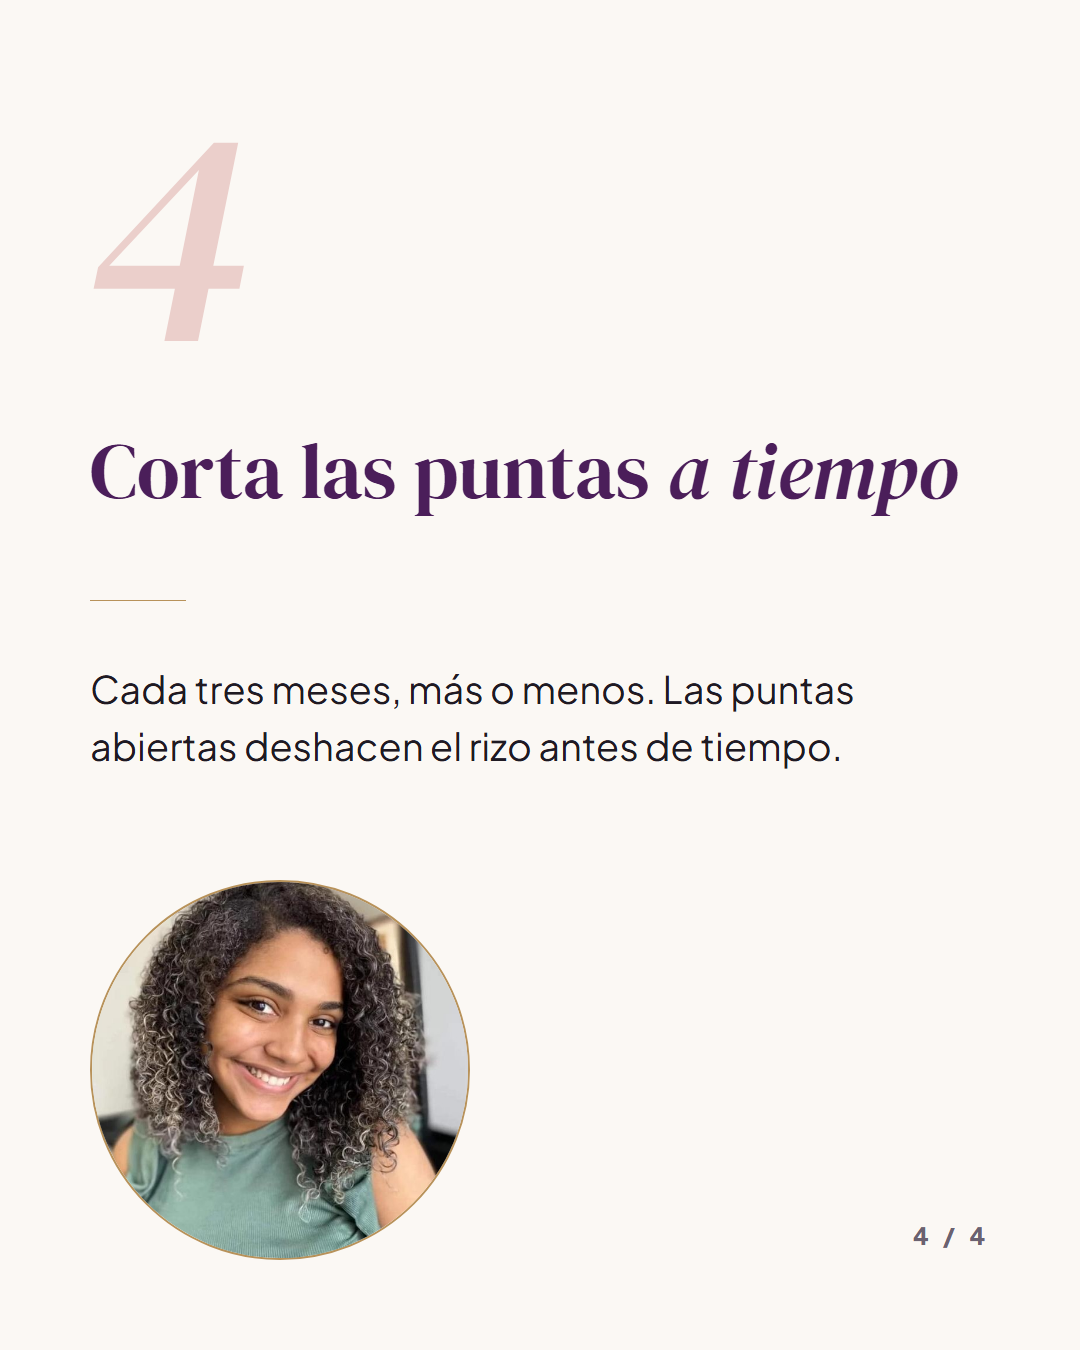 4
Corta las puntas a tiempo
Cada tres meses, más o menos. Las puntas
abiertas deshacen el rizo antes de tiempo.
4 / 4